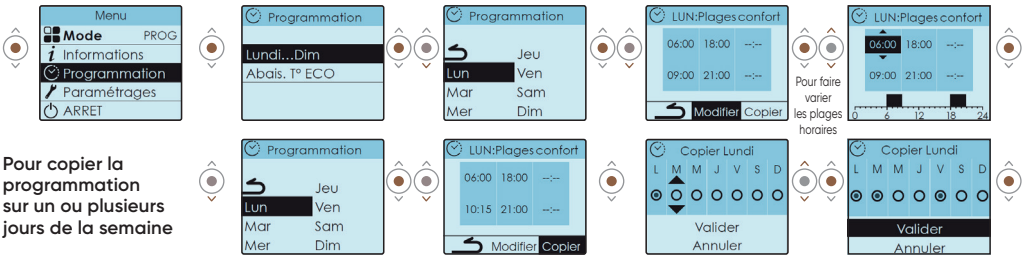 Menu
Mode PROG
i Informations
Programmation
Paramétrages
ARRET
Programmation
Lundi...Dim
Abais. T° ECO
Programmation
Jeu
Lun Ven
Mar Sam
Mer Dim
LUN:Plages confort
06:00 18:00 --:--
09:00 21:00 --:--
Modifier Copier
Pour faire
varier
les plages
horaires
LUN:Plages confort
06:00 18:00 --:--
09:00 21:00 --:--
0 6 12 18 24
Pour copier la
programmation
sur un ou plusieurs
jours de la semaine
Programmation
Jeu
Lun Ven
Mar Sam
Mer Dim
LUN:Plages confort
06:00 18:00 --:--
10:15 21:00 --:--
Modifier Copier
Copier Lundi
L M M J V S D
Valider
Annuler
Copier Lundi
L M M J V S D
Valider
Annuler